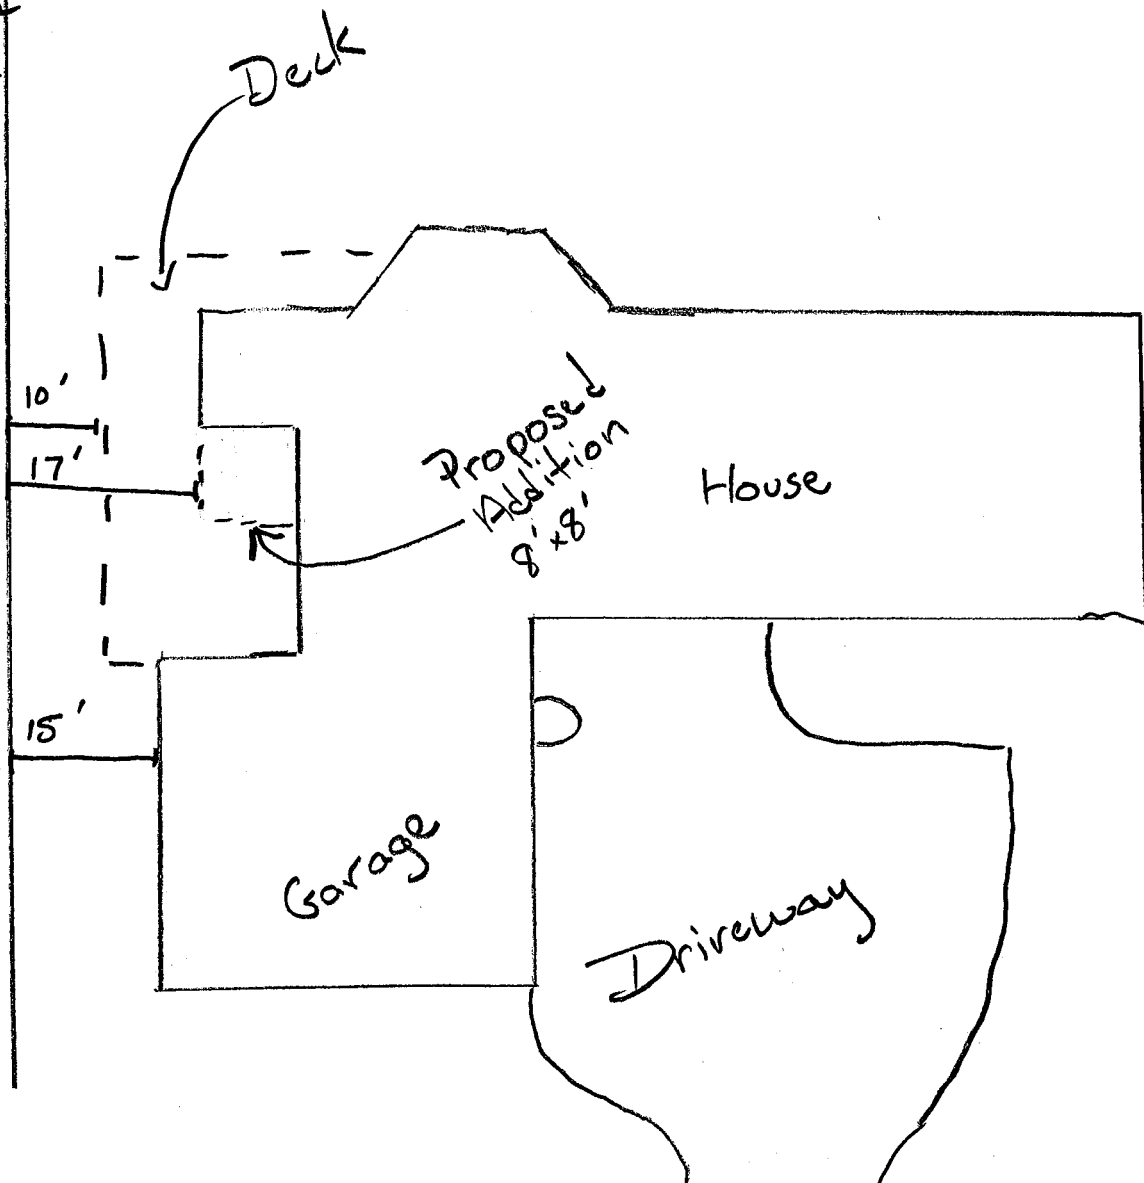 Deck
10'
17'
Proposed
Addition
8'x8'
House
15'
Garage
Driveway